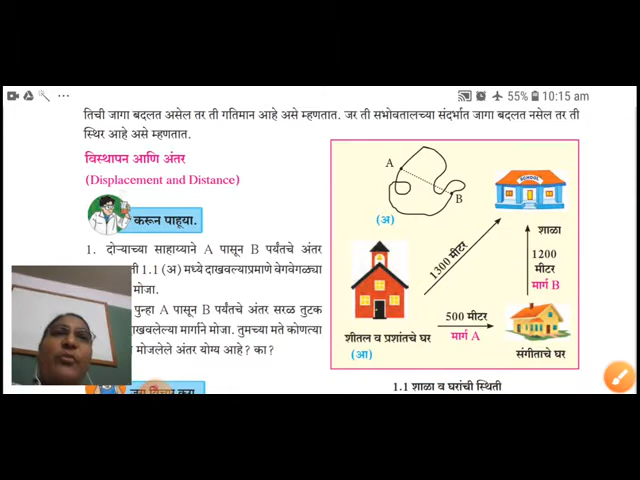 55% 10:15 am
तिची जागा बदलत असेल तर ती गतिमान आहे असे म्हणतात. जर ती सभोवतालच्या संदर्भात जागा बदलत नसेल तर ती
स्थिर आहे असे म्हणतात.
विस्थापन आणि अंतर
(Displacement and Distance)
करून पाहूया.
1. दोऱ्याच्या साहाय्याने A पासून B पर्यंतचे अंतर
ती 1.1 (अ) मध्ये दाखवल्याप्रमाणे वेगवेगळ्या
मोजा.
पुन्हा A पासून B पर्यंतचे अंतर सरळ तुटक
दाखवलेल्या मार्गाने मोजा. तुमच्या मते कोणत्या
मोजलेले अंतर योग्य आहे? का?
A
B
(अ)
SCHOOL
शाळा
1300 मीटर
1200
मीटर
मार्ग B
500 मीटर
मार्ग A
शीतल व प्रशांतचे घर
(आ)
संगीताचे घर
1.1 शाळा व घरांची स्थिती